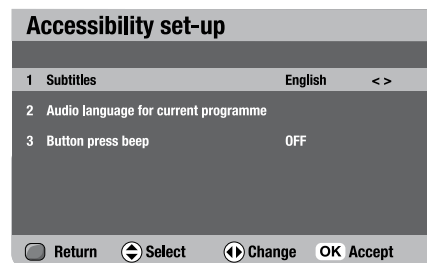 Accessibility set-up
1 Subtitles English < >
2 Audio language for current programme
3 Button press beep OFF
Return Select Change OK Accept